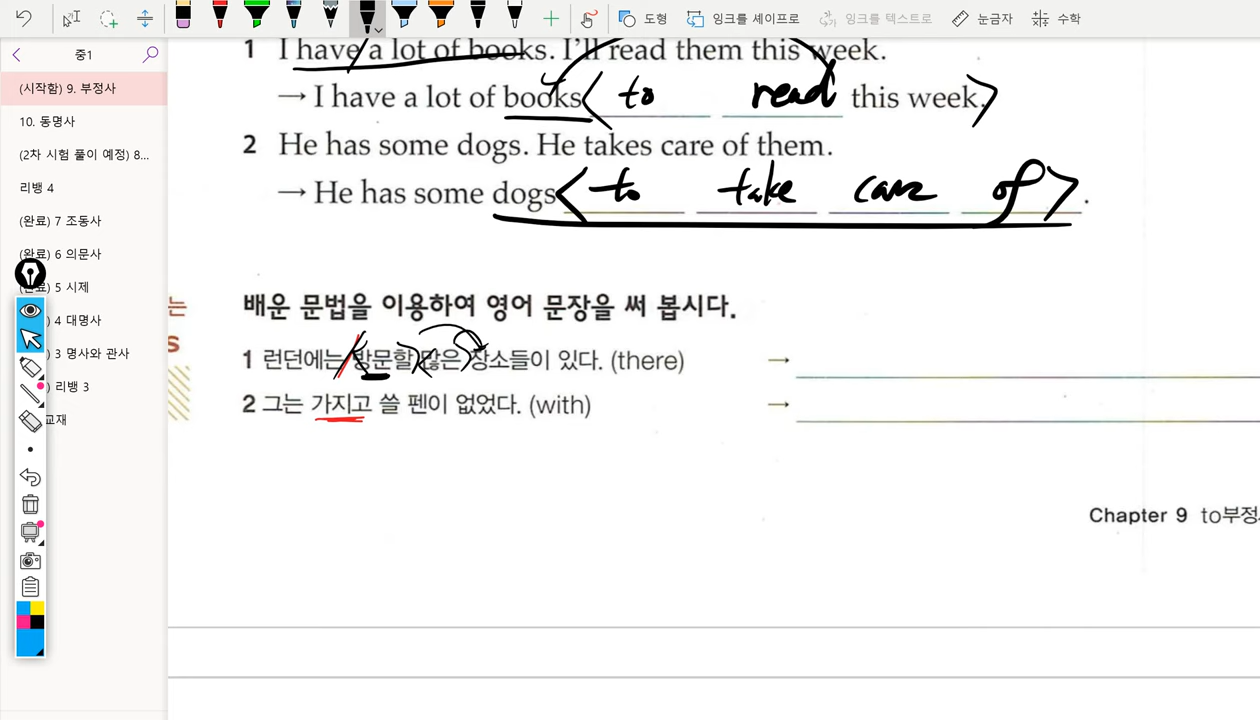 도형
잉크를 셰이프로
잉크를 텍스트로
눈금자
수학
중1
(시작함) 9. 부정사
10. 동명사
(2차 시험 풀이 예정) 8...
리뱅 4
(완료) 7 조동사
(완료) 6 의문사
) 5 시제
) 4 대명사
) 3 명사와 관사
) 리뱅 3
교재
1 I have a lot of books. I'll read them this week.
→ I have a lot of books to read this week.
2 He has some dogs. He takes care of them.
→ He has some dogs to take care of.
는
s
배운 문법을 이용하여 영어 문장을 써 봅시다.
1 런던에는 방문할 많은 장소들이 있다. (there) →
2 그는 가지고 쓸 펜이 없었다. (with) →
Chapter 9 to부정